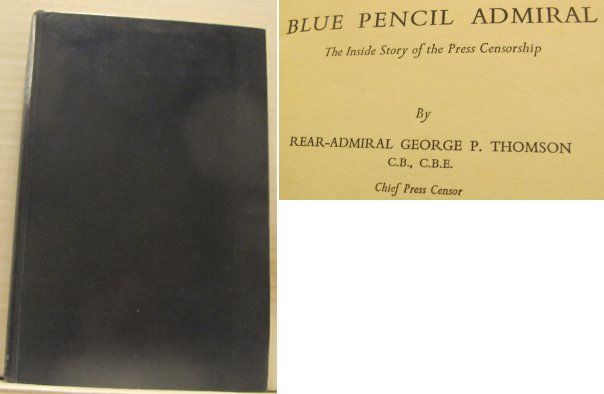 BLUE PENCIL ADMIRAL
The Inside Story of the Press Censorship
By
REAR-ADMIRAL GEORGE P. THOMSON
C.B., C.B.E.
Chief Press Censor